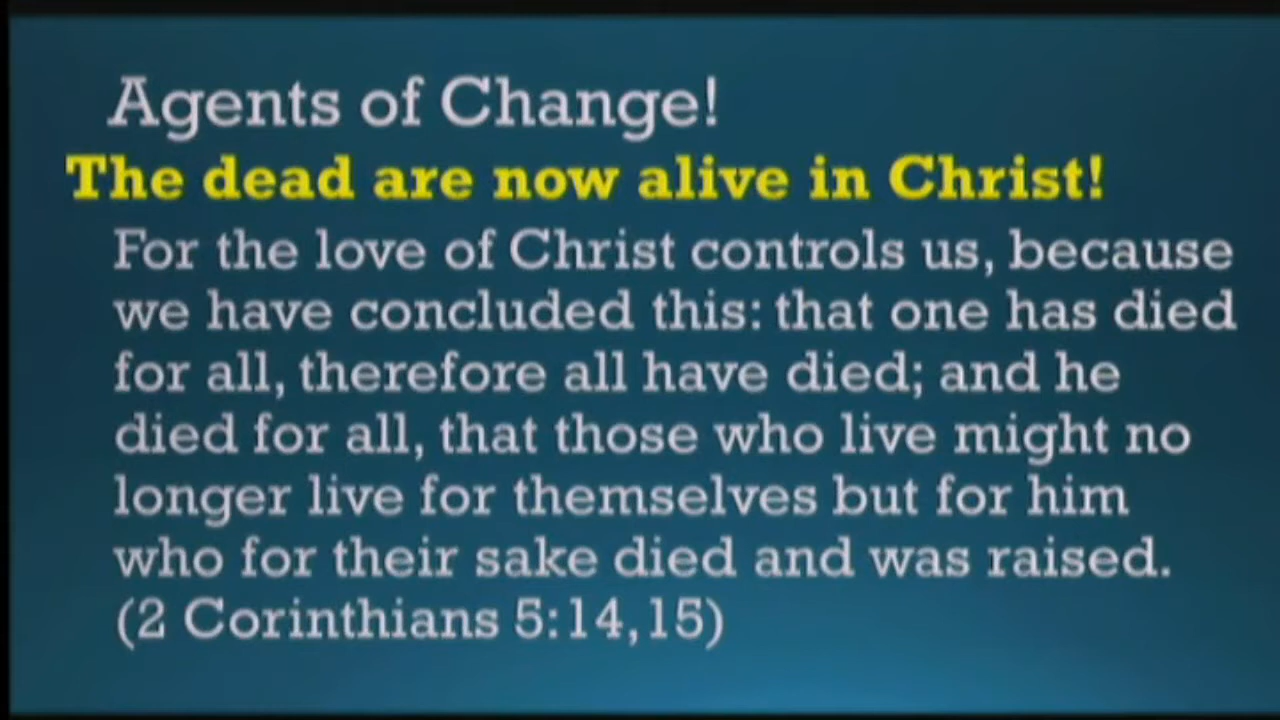 Agents of Change!
The dead are now alive in Christ!
For the love of Christ controls us, because
we have concluded this: that one has died
for all, therefore all have died; and he
died for all, that those who live might no
longer live for themselves but for him
who for their sake died and was raised.
(2 Corinthians 5:14,15)